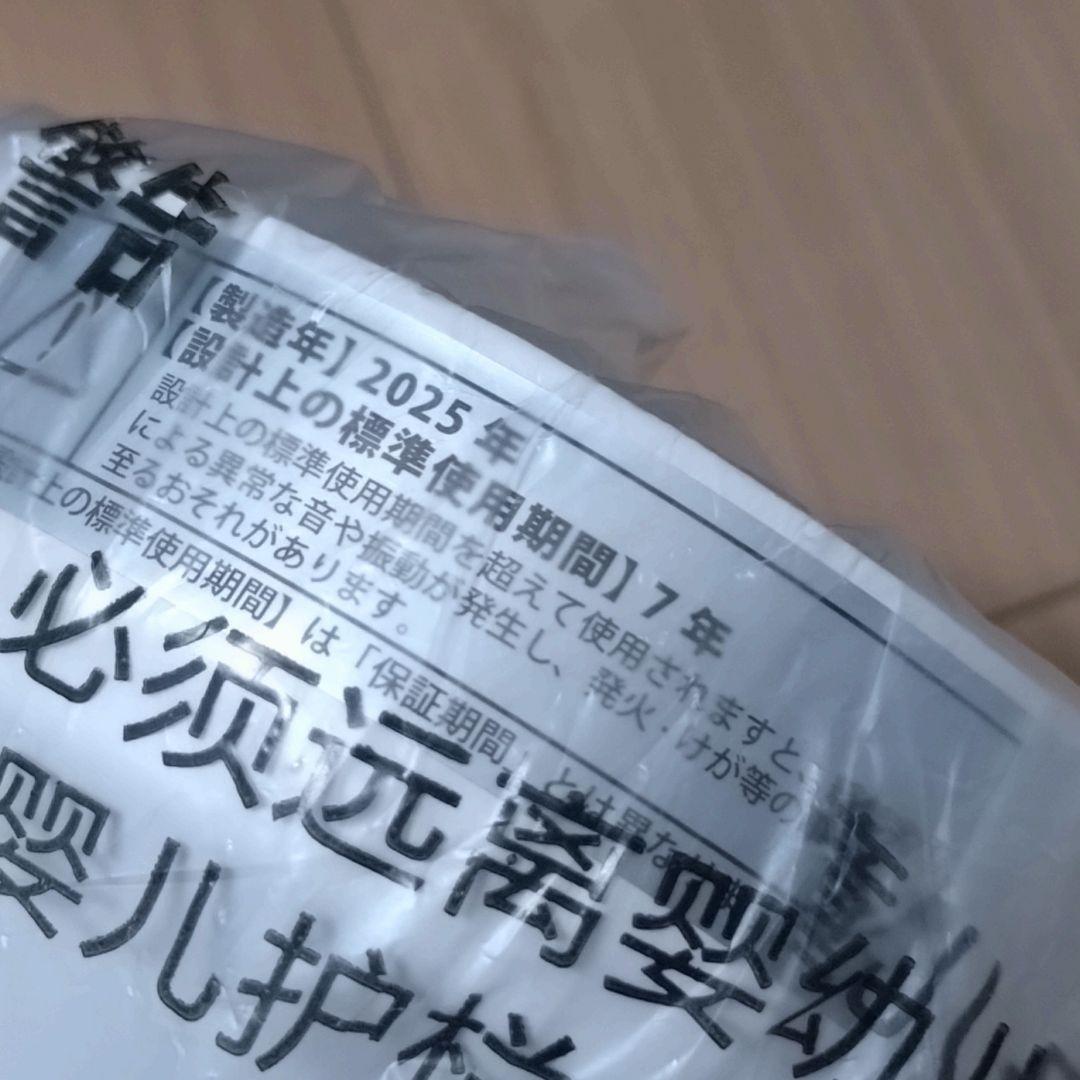 警告
【製造年】2025 年
【設計上の標準使用期間】7 年
設計上の標準使用期間を超えて使用されますと、
による異常な音や振動が発生し、発火・けが等の
至るおそれがあります。
計上の標準使用期間】は「保証期間」とは異な
必须远离婴幼
婴儿护栏